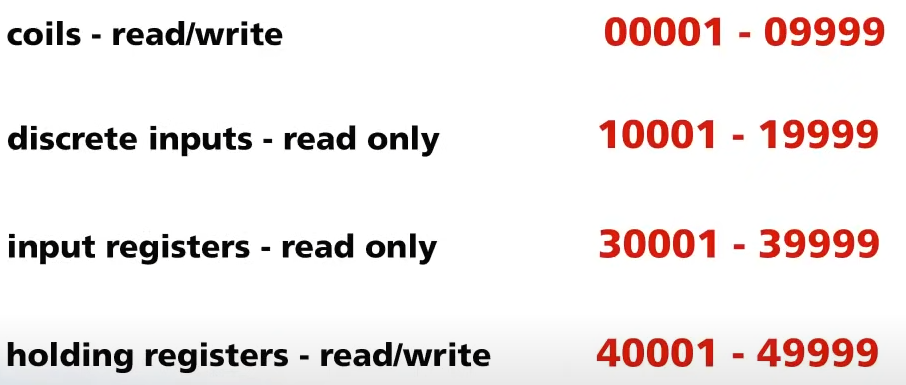 coils - read/write 00001 - 09999
discrete inputs - read only 10001 - 19999
input registers - read only 30001 - 39999
holding registers - read/write 40001 - 49999